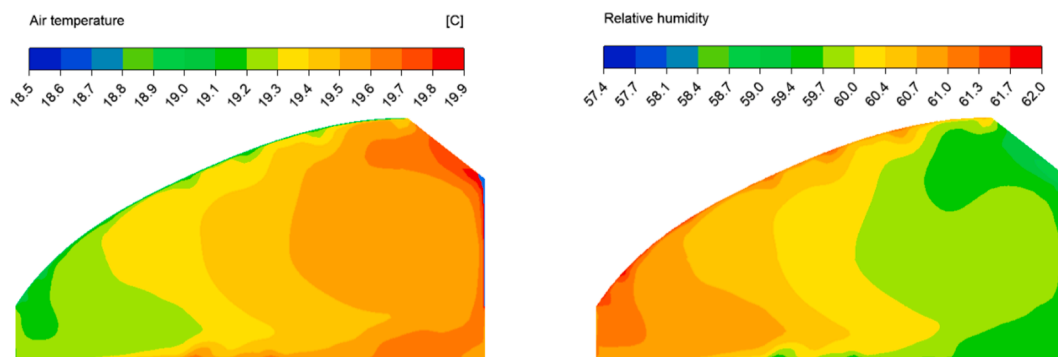 Air temperature [C]
18.5 18.6 18.7 18.8 18.9 19.0 19.1 19.2 19.3 19.4 19.5 19.6 19.7 19.8 19.9
Relative humidity
57.4 57.7 58.1 58.4 58.7 59.0 59.4 59.7 60.0 60.4 60.7 61.0 61.3 61.7 62.0